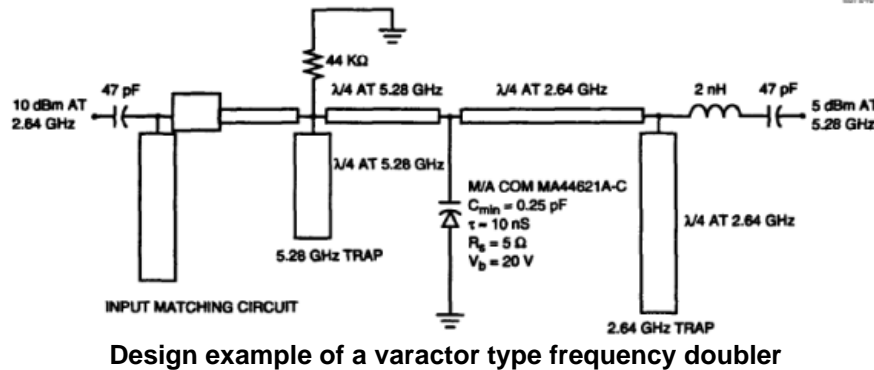 44 KΩ
47 pF
λ/4 AT 5.28 GHz
λ/4 AT 2.64 GHz
2 nH
47 pF
10 dBm AT
2.64 GHz
5 dBm AT
5.28 GHz
λ/4 AT 5.28 GHz
M/A COM MA44621A-C
Cmin = 0.25 pF
τ = 10 nS
Rs = 5 Ω
Vb = 20 V
λ/4 AT 2.64 GHz
5.28 GHz TRAP
INPUT MATCHING CIRCUIT
2.64 GHz TRAP
Design example of a varactor type frequency doubler